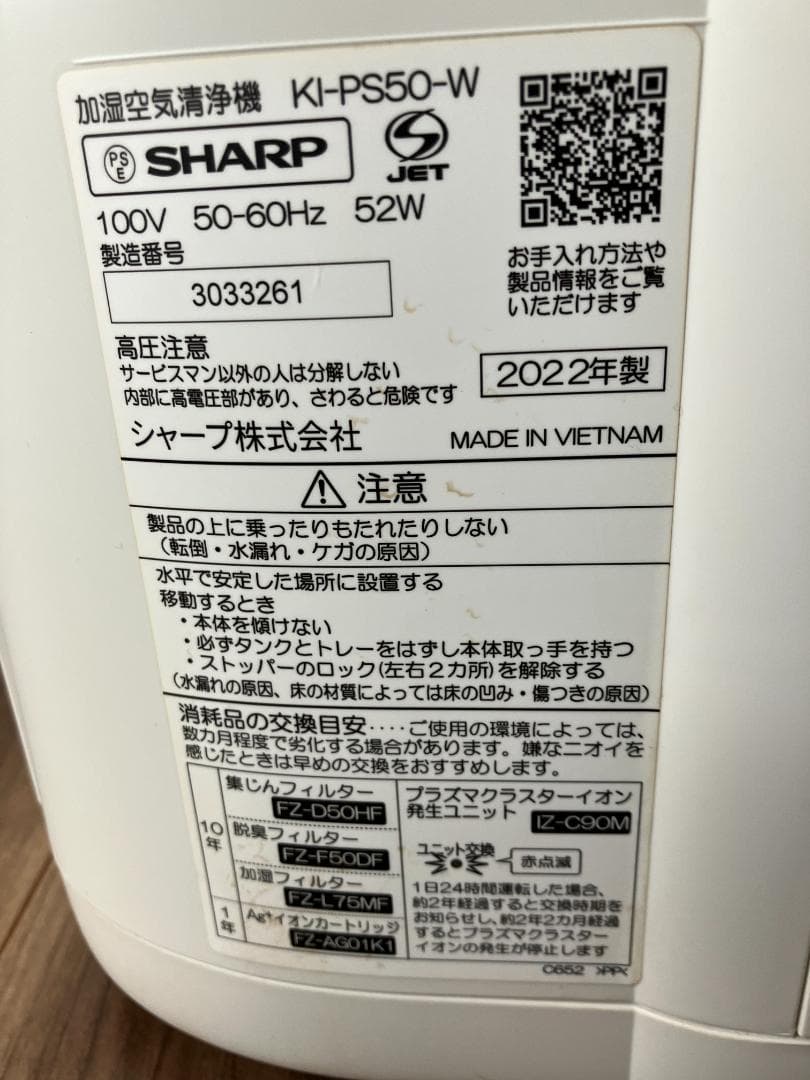 加湿空気清浄機 KI-PS50-W
PS
E
SHARP
S
JET
100V 50-60Hz 52W
製造番号
3033261
お手入れ方法や
製品情報をご覧
いただけます
高圧注意
サービスマン以外の人は分解しない
内部に高電圧部があり、さわると危険です
2022年製
シャープ株式会社 MADE IN VIETNAM
注意
製品の上に乗ったりもたれたりしない
(転倒・水漏れ・ケガの原因)
水平で安定した場所に設置する
移動するとき
・本体を傾けない
・必ずタンクとトレーをはずし本体取っ手を持つ
・ストッパーのロック(左右2カ所)を解除する
(水漏れの原因、床の材質によっては床の凹み・傷つきの原因)
消耗品の交換目安‥‥ご使用の環境によっては、
数カ月程度で劣化する場合があります。嫌なニオイを
感じたときは早めの交換をおすすめします。
10年
集じんフィルター
FZ-D50HF
脱臭フィルター
FZ-F50DF
加湿フィルター
FZ-L75MF
1年
Ag⁺イオンカートリッジ
FZ-AG01K1
プラズマクラスターイオン
発生ユニット IZ-C90M
ユニット交換
赤点滅
1日24時間運転した場合、
約2年経過すると交換時期を
お知らせし、約2年2カ月経過
するとプラズマクラスター
イオンの発生が停止します
C652 >PP<